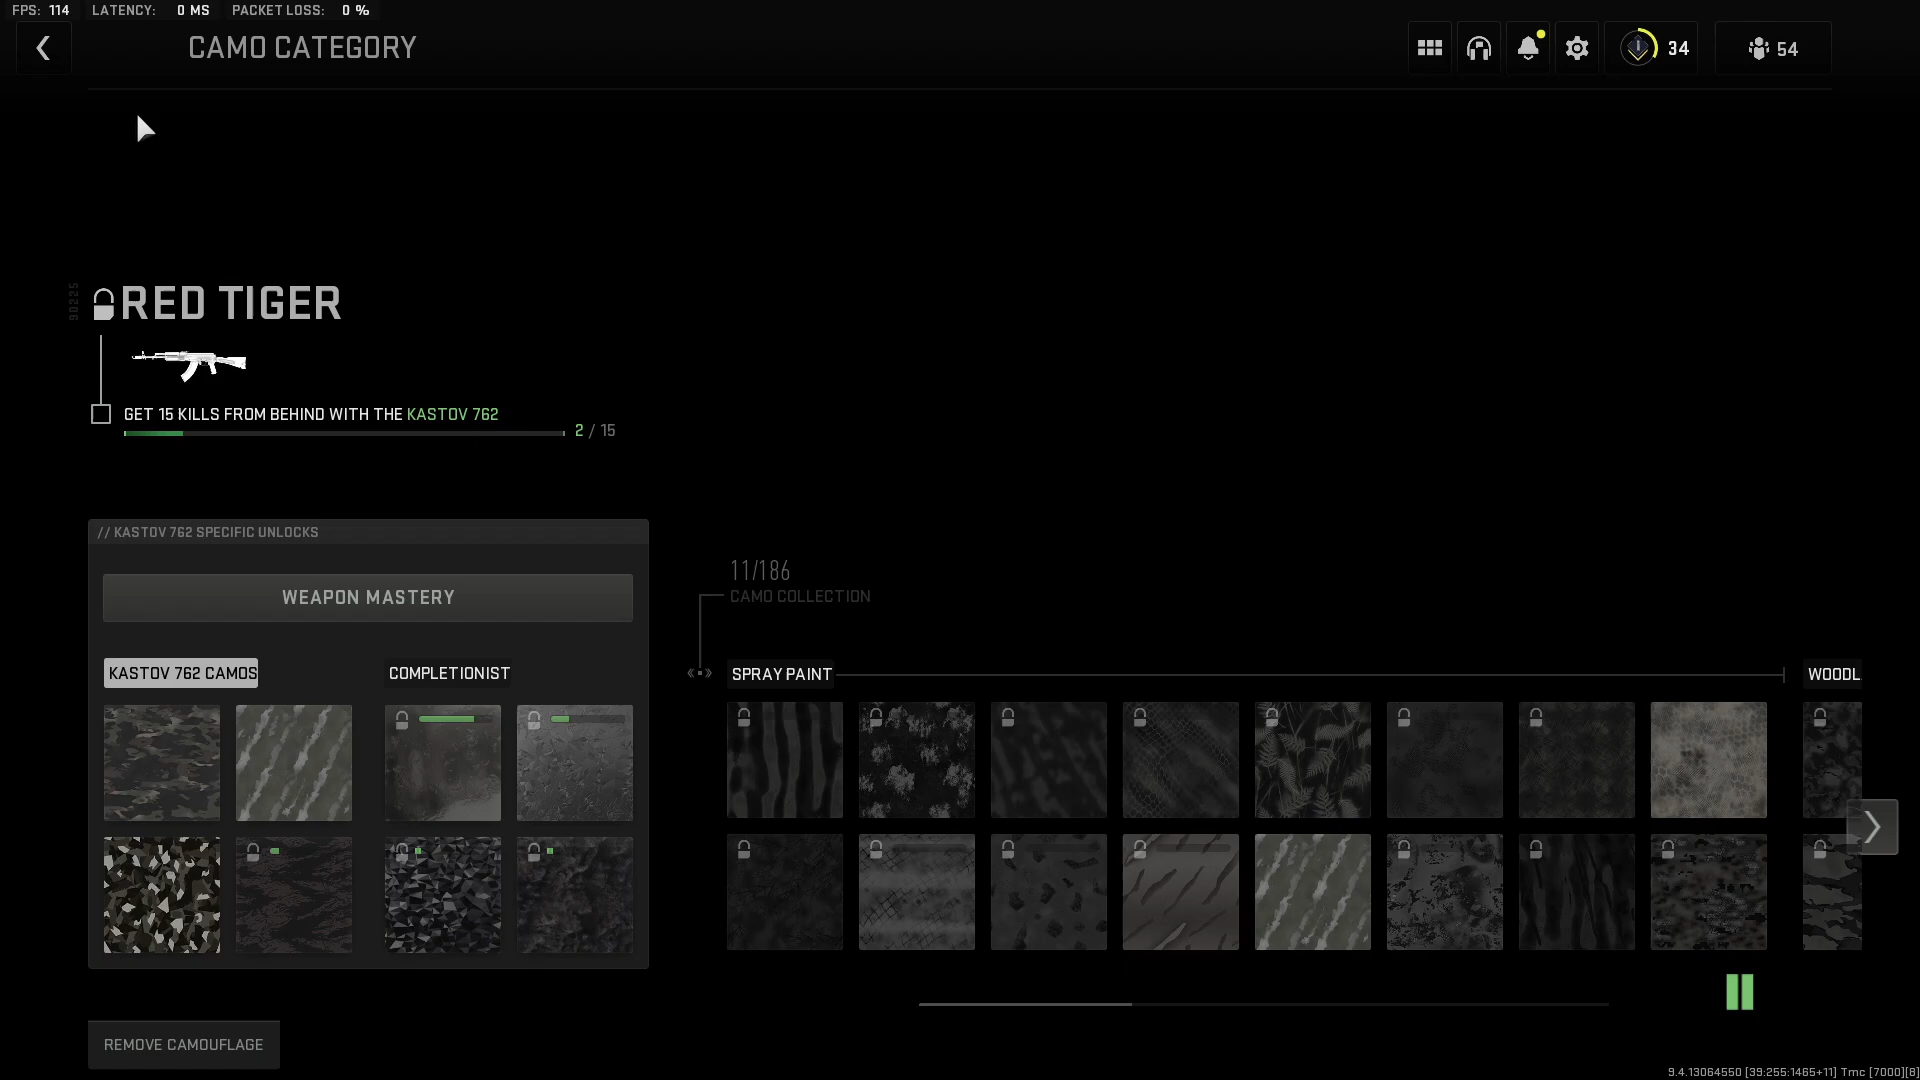 FPS: 114 LATENCY: 0 MS PACKET LOSS: 0 %
CAMO CATEGORY
34
54
90225
RED TIGER
GET 15 KILLS FROM BEHIND WITH THE KASTOV 762
2 / 15
// KASTOV 762 SPECIFIC UNLOCKS
WEAPON MASTERY
KASTOV 762 CAMOS
COMPLETIONIST
11/186
CAMO COLLECTION
SPRAY PAINT
WOODL
REMOVE CAMOUFLAGE
9.4.13064550 [39:255:1465+11] Tmc [7000][8]